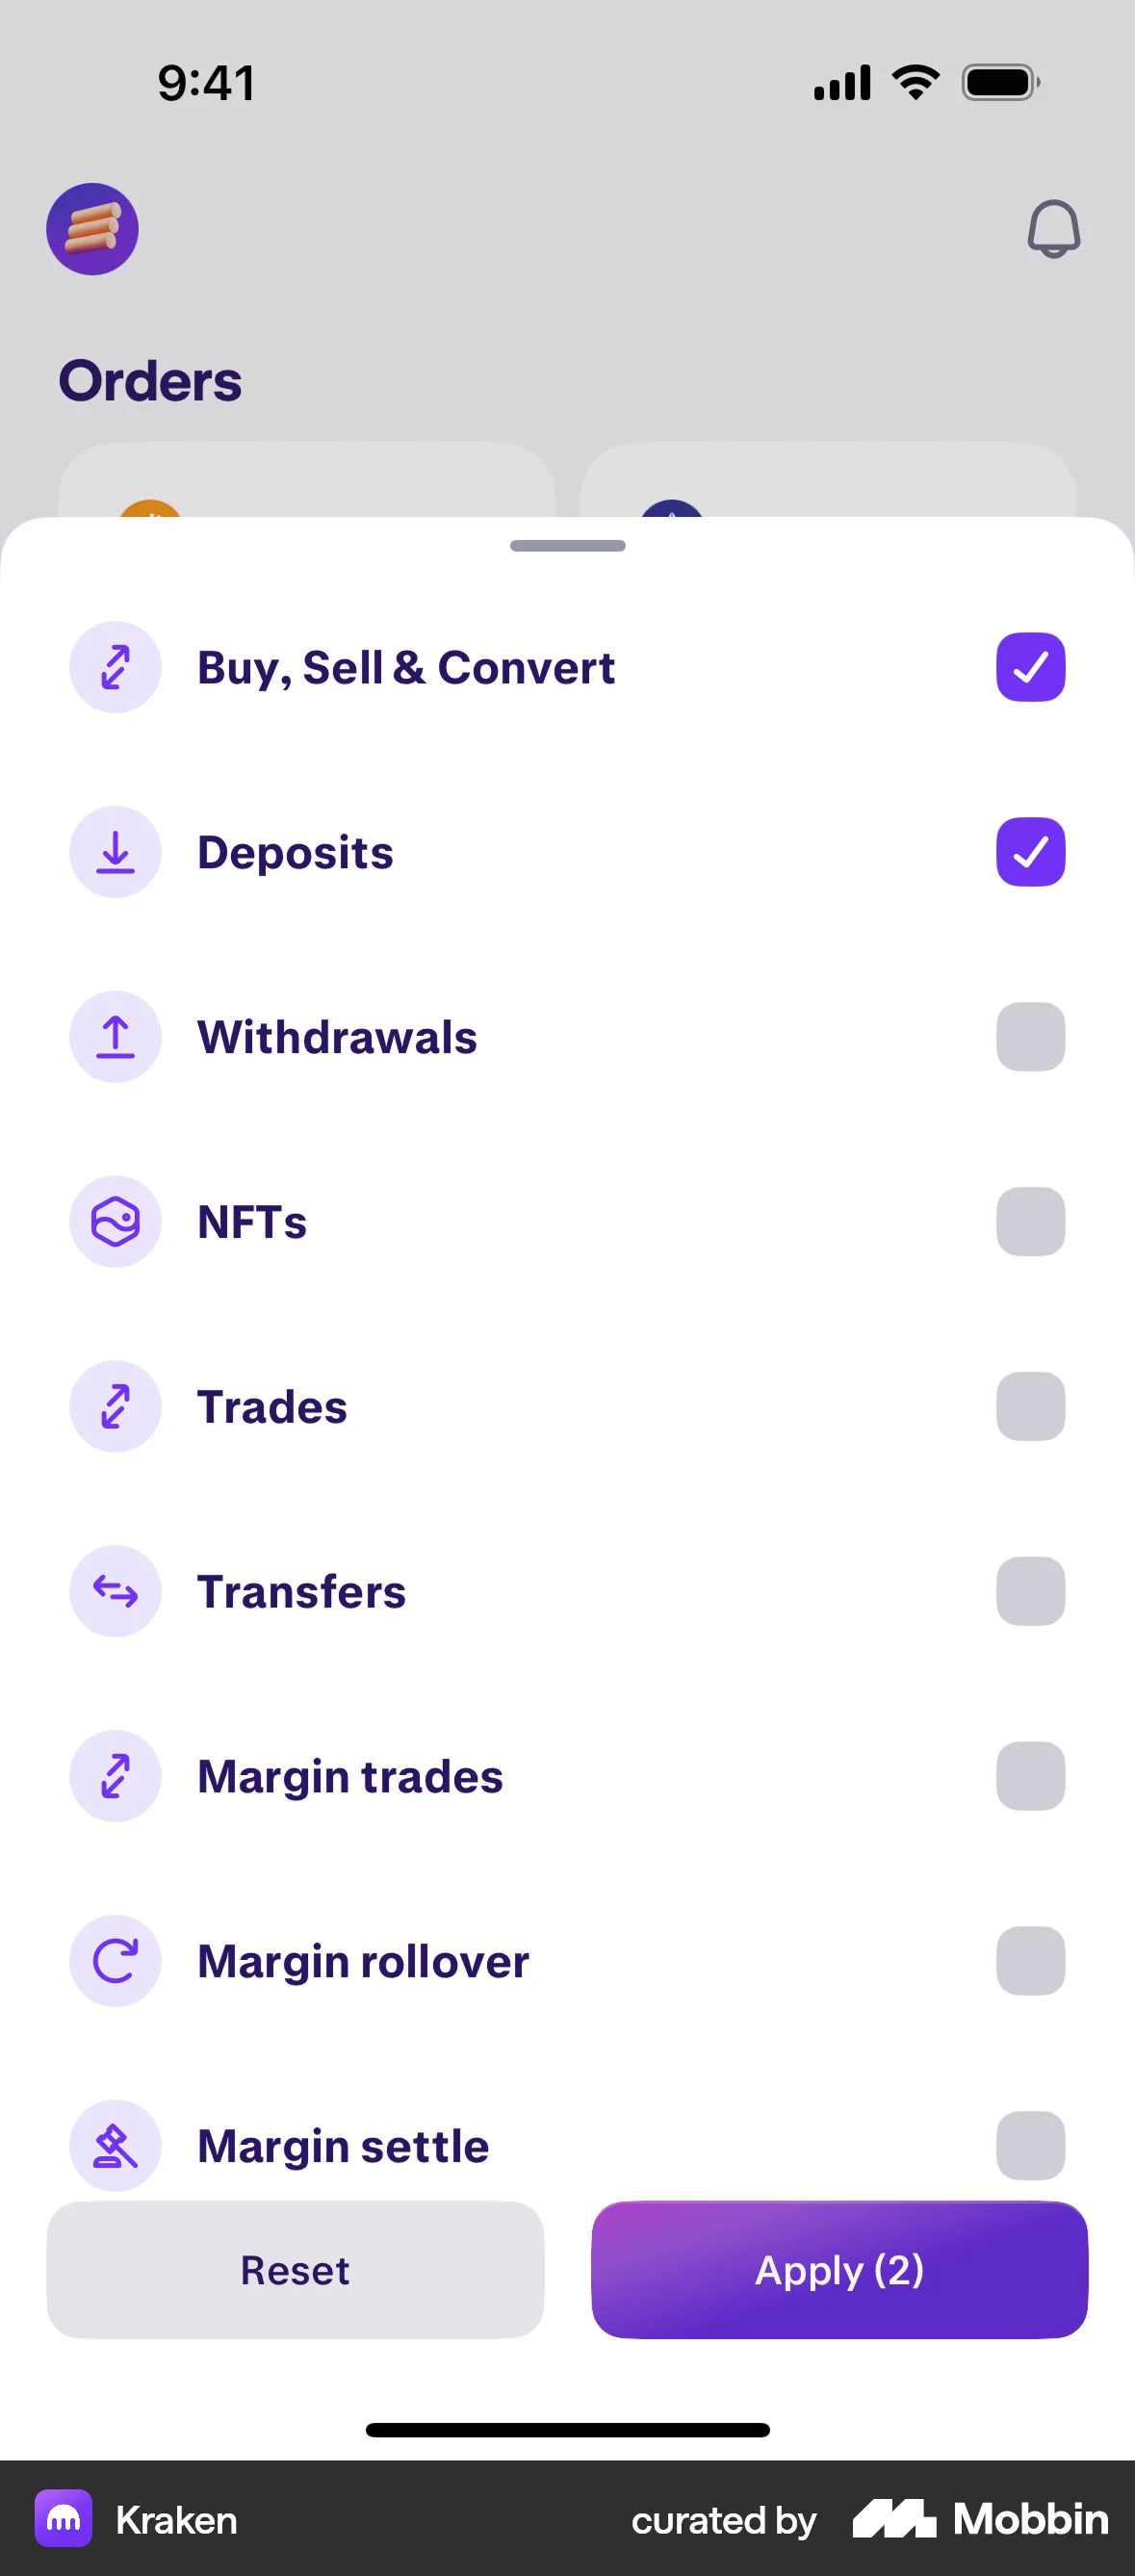 9:41
Orders
Buy, Sell & Convert
Deposits
Withdrawals
NFTs
Trades
Transfers
Margin trades
Margin rollover
Margin settle
Reset
Apply (2)
Kraken
curated by Mobbin